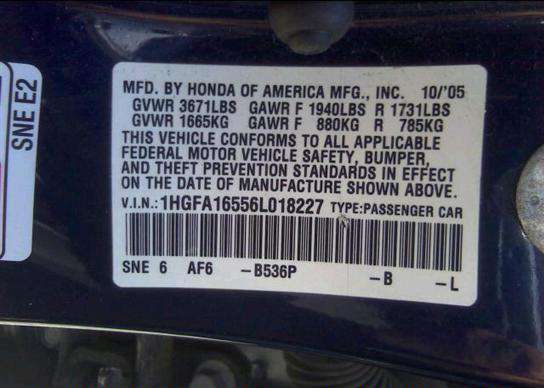 SNE E2
MFD. BY HONDA OF AMERICA MFG., INC. 10/'05
GVWR 3671LBS GAWR F 1940LBS R 1731LBS
GVWR 1665KG GAWR F 880KG R 785KG
THIS VEHICLE CONFORMS TO ALL APPLICABLE
FEDERAL MOTOR VEHICLE SAFETY, BUMPER,
AND THEFT PREVENTION STANDARDS IN EFFECT
ON THE DATE OF MANUFACTURE SHOWN ABOVE.
V.I.N.: 1HGFA16556L018227 TYPE: PASSENGER CAR
SNE 6 AF6 -B536P -B -L